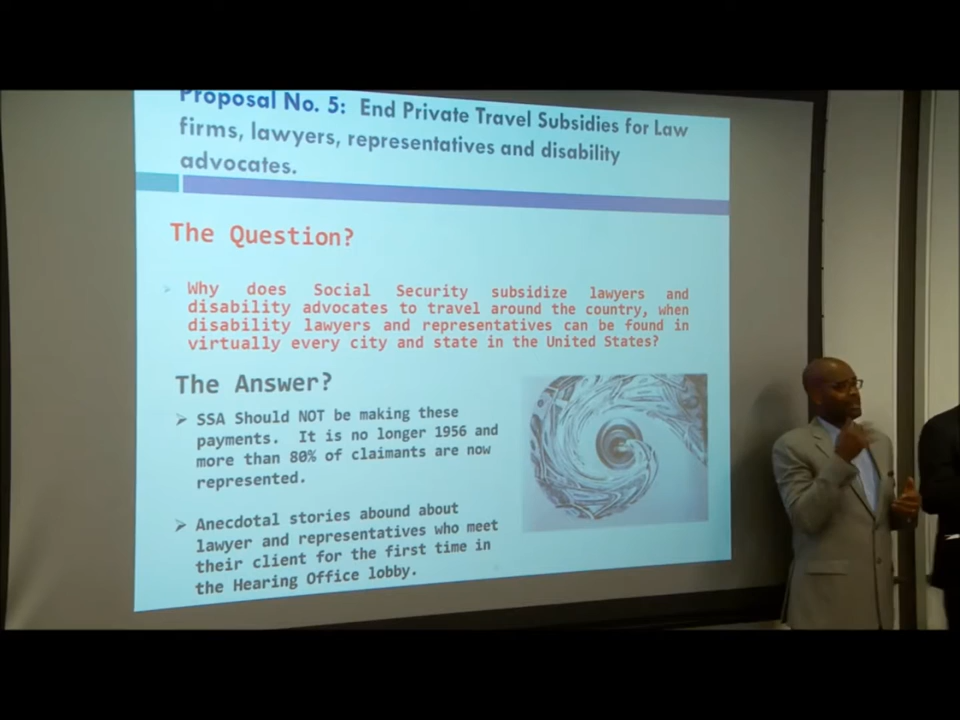 Proposal No. 5: End Private Travel Subsidies for Law
firms, lawyers, representatives and disability
advocates.
The Question?
Why does Social Security subsidize lawyers and
disability advocates to travel around the country, when
disability lawyers and representatives can be found in
virtually every city and state in the United States?
The Answer?
SSA Should NOT be making these
payments. It is no longer 1956 and
more than 80% of claimants are now
represented.
Anecdotal stories abound about
lawyer and representatives who meet
their client for the first time in
the Hearing Office lobby.